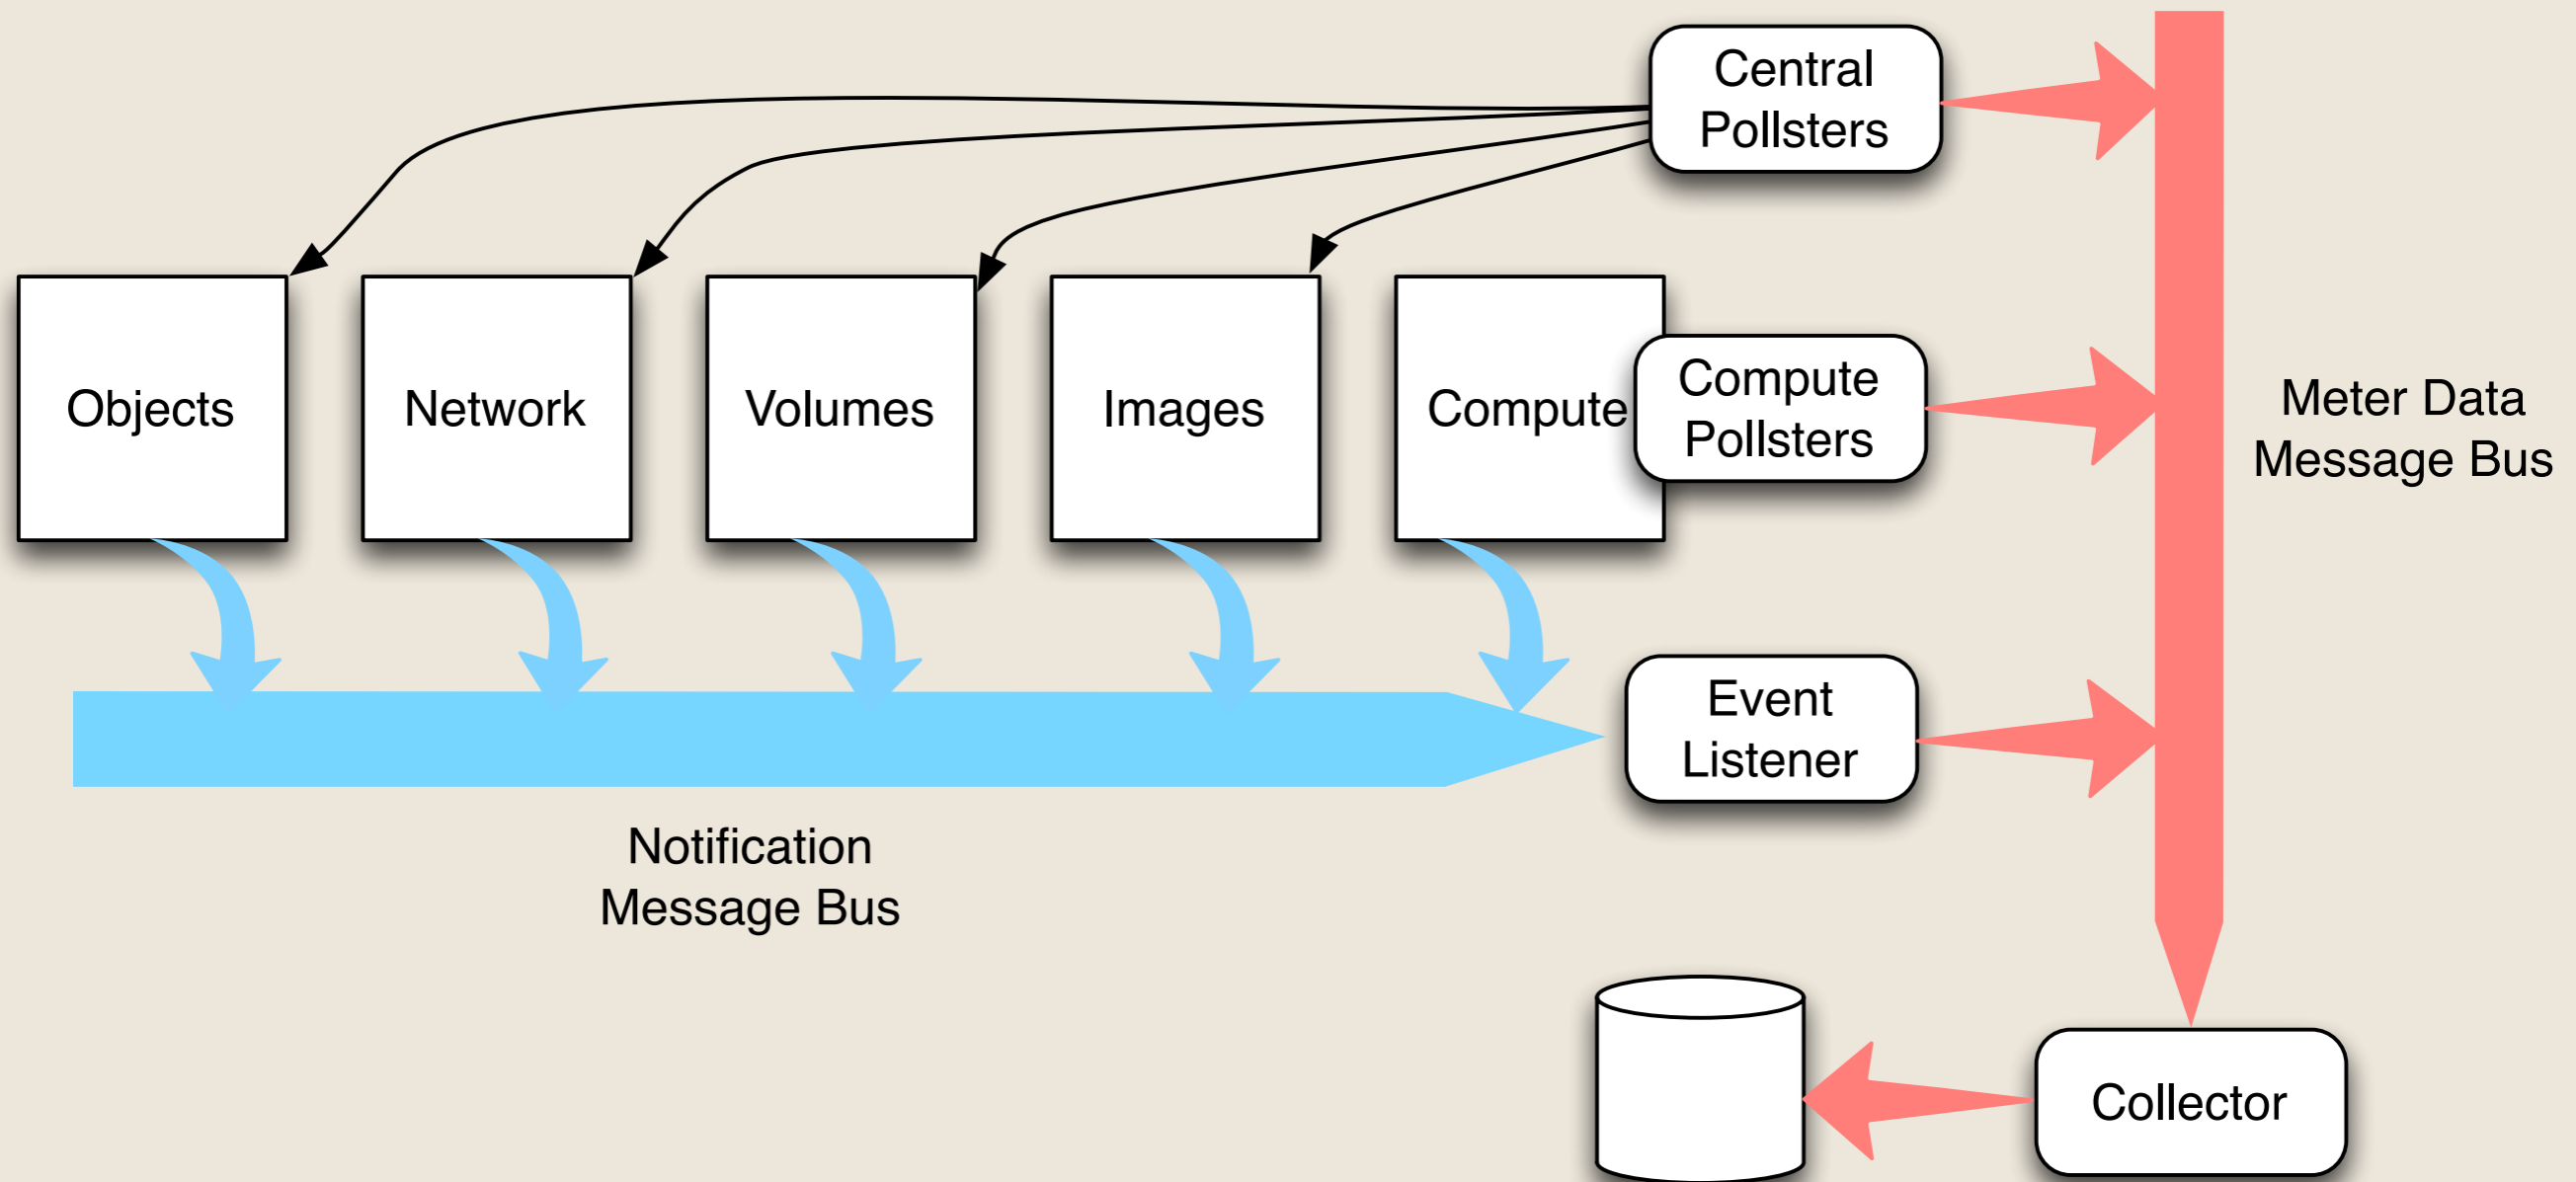 Central
Pollsters
Objects
Network
Volumes
Images
Compute
Compute
Pollsters
Meter Data
Message Bus
Event
Listener
Notification
Message Bus
Collector